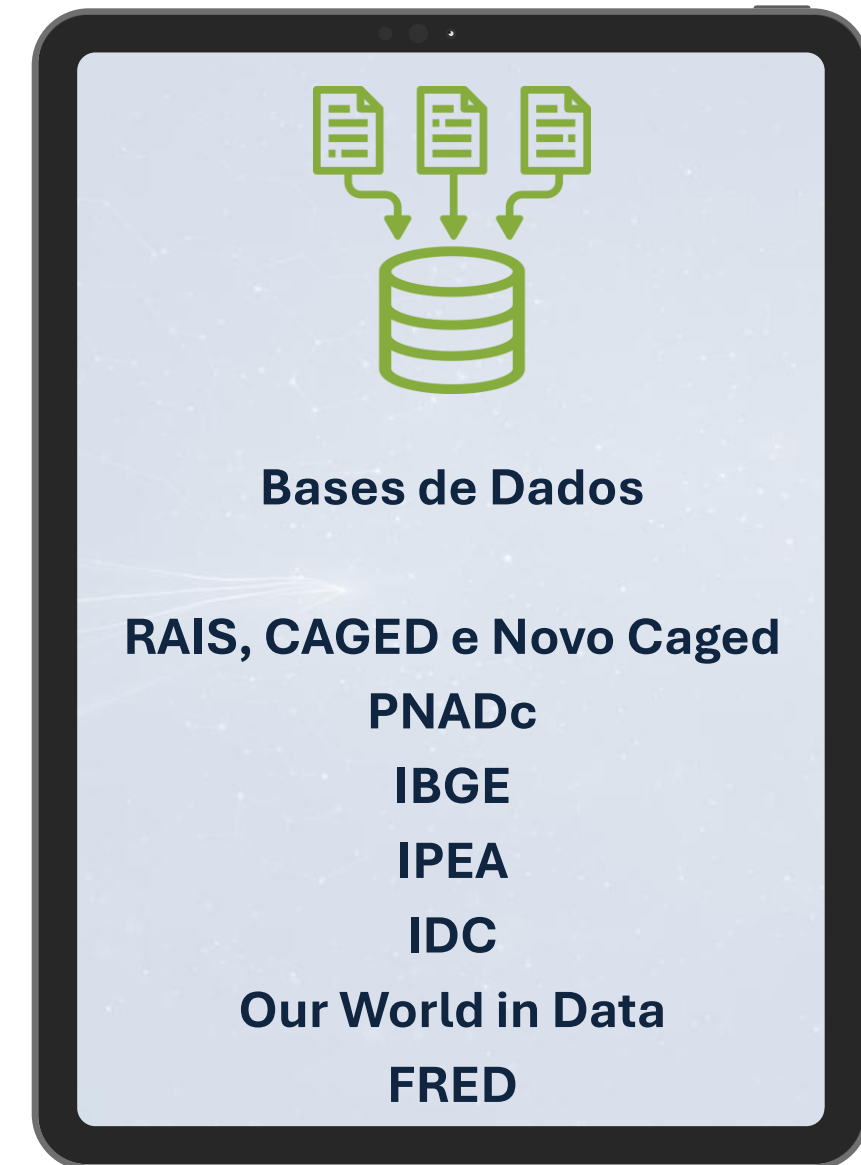 Bases de Dados
RAIS, CAGED e Novo Caged
PNADc
IBGE
IPEA
IDC
Our World in Data
FRED